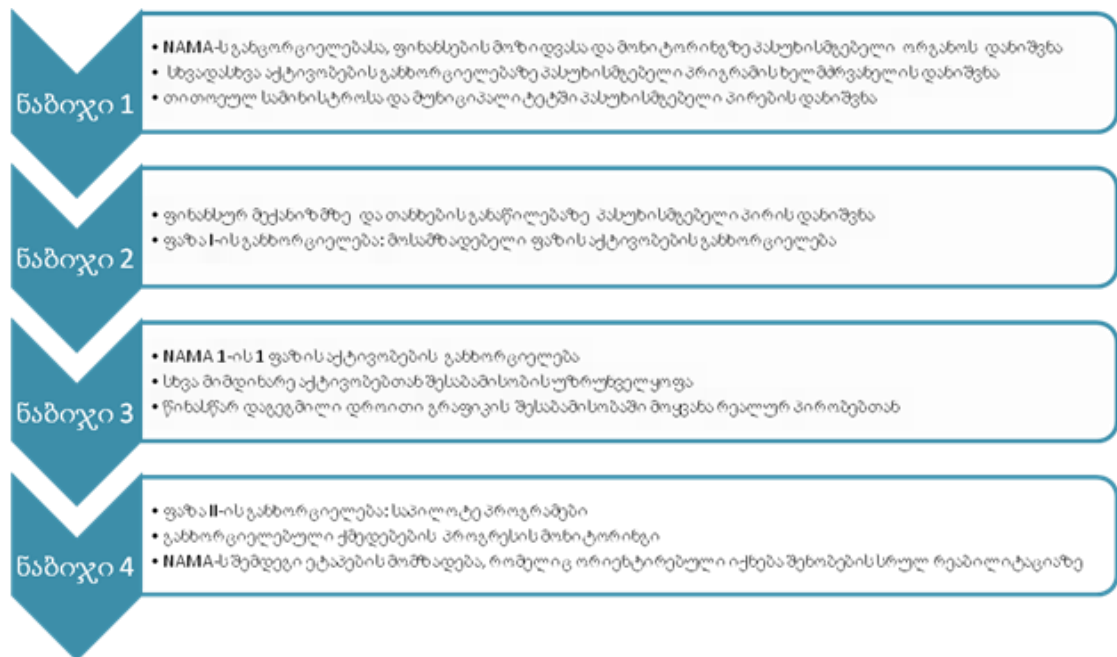 ნაბიჯი 1
• NAMA-ს განცორციელებასა, ფინანსების მოზიდვასა და მონიტორინგზე პასუხისმგებელი ორგანოს დანიშვნა
• სხვადასხვა აქტივობების განხორციელებაზე პასუხისმგებელი პრიგრამის ხელმძრვანელის დანიშვნა
• თითოეულ სამინისტროსა და მუნიციპალიტეტში პასუხისმგებელი პირების დანიშვნა
ნაბიჯი 2
• ფინანსურ მექანიზმზე და თანხების განაწილებაზე პასუხისმგებელი პირის დანიშვნა
• ფაზა I-ის განხორციელება: მოსამზადებელი ფაზის აქტივობების განხორციელება
ნაბიჯი 3
• NAMA 1-ის 1 ფაზის აქტივობების განხორციელება
• სხვა მიმდინარე აქტივობებთან შესაბამისობის უზრუნველყოფა
• წინასწარ დაგეგმილი დროითი გრაფიკის შესაბამისობაში მოყვანა რეალურ პირობებთან
ნაბიჯი 4
• ფაზა II-ის განხორციელება: საპილოტე პროგრამები
• განხორციელებული ქმედებების პროგრესის მონიტორინგი
• NAMA-ს შემდეგი ეტაპების მომზადება, რომელიც ორიენტირებული იქნება შენობების სრულ რეაბილიტაციაზე